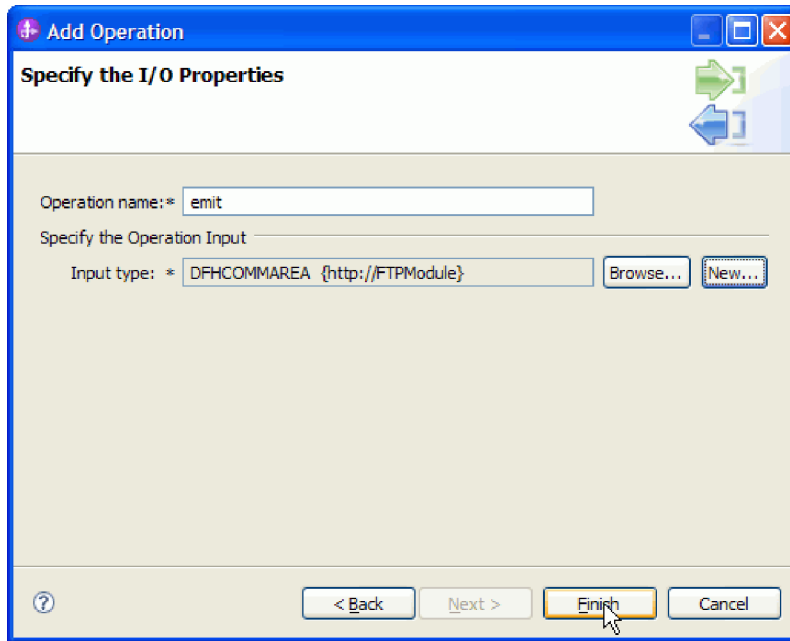 Add Operation
Specify the I/O Properties
Operation name:* emit
Specify the Operation Input
Input type: * DFHCOMMAREA {http://FTPModule} Browse... New...
? < Back Next > Finish Cancel